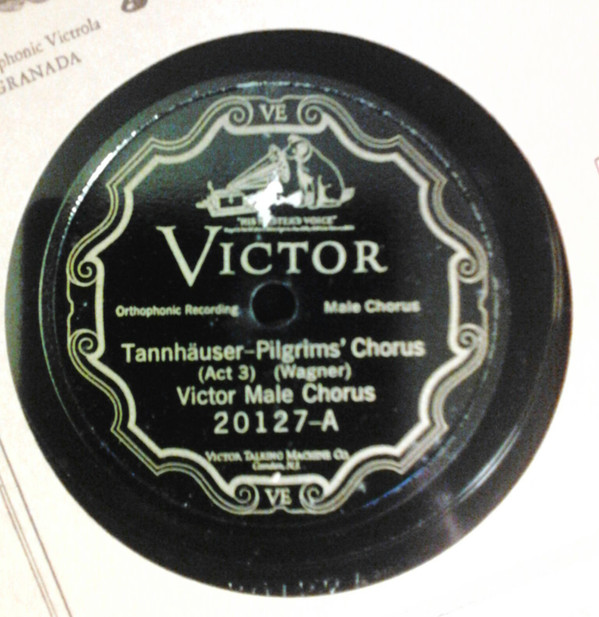 phonic Victrola
GRANADA
VE
"HIS MASTER'S VOICE"
VICTOR
Orthophonic Recording
Male Chorus
Tannhäuser–Pilgrims' Chorus
(Act 3) (Wagner)
Victor Male Chorus
20127–A
VICTOR TALKING MACHINE CO.
Camden, N.J.
VE